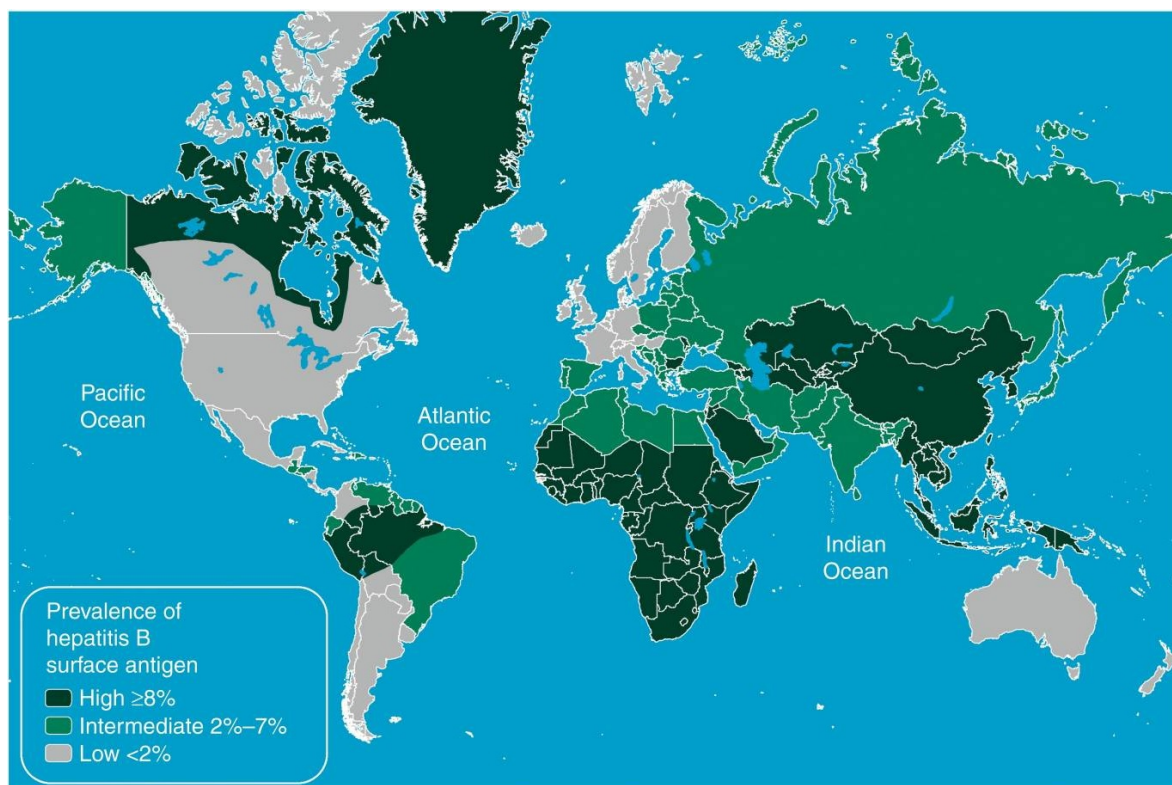 Pacific
Ocean
Atlantic
Ocean
Indian
Ocean
Prevalence of
hepatitis B
surface antigen
High ≥8%
Intermediate 2%–7%
Low <2%